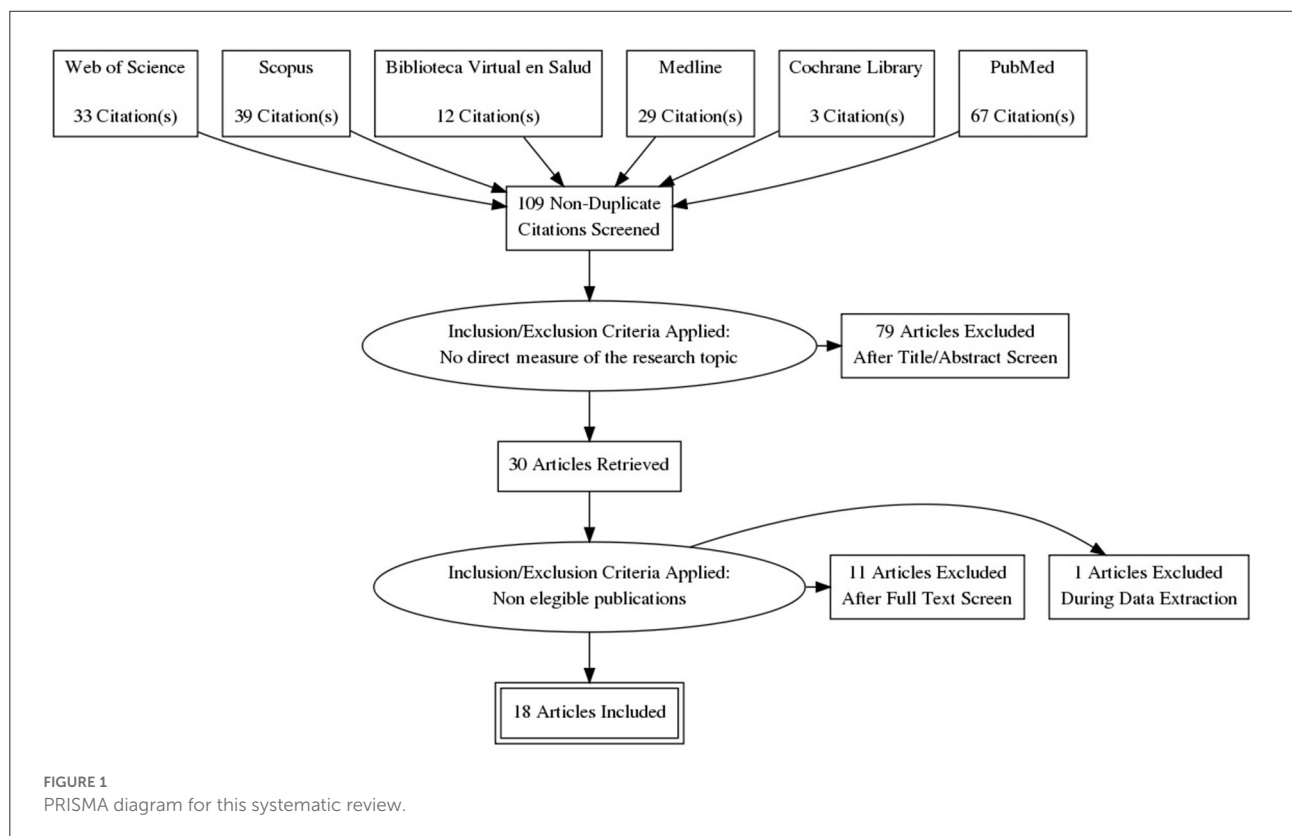 Web of Science
33 Citation(s)
Scopus
39 Citation(s)
Biblioteca Virtual en Salud
12 Citation(s)
Medline
29 Citation(s)
Cochrane Library
3 Citation(s)
PubMed
67 Citation(s)
109 Non-Duplicate
Citations Screened
Inclusion/Exclusion Criteria Applied:
No direct measure of the research topic
79 Articles Excluded
After Title/Abstract Screen
30 Articles Retrieved
Inclusion/Exclusion Criteria Applied:
Non elegible publications
11 Articles Excluded
After Full Text Screen
1 Articles Excluded
During Data Extraction
18 Articles Included
FIGURE 1
PRISMA diagram for this systematic review.